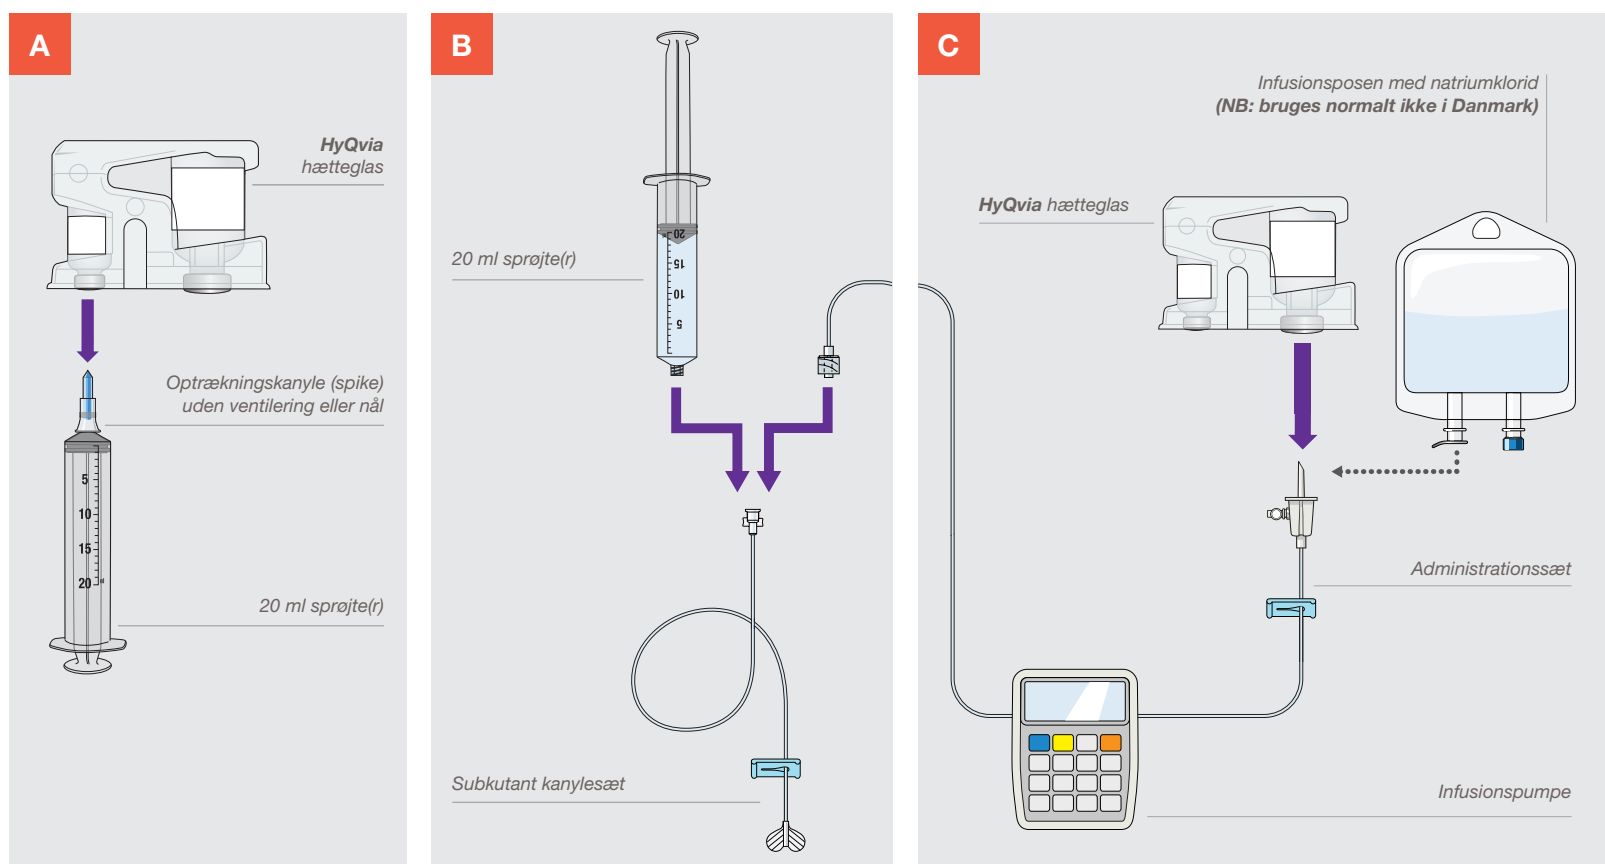 A
HyQvia
hætteglas
Optrækningskanyle (spike)
uden ventilering eller nål
5
10
15
20
20 ml sprøjte(r)
B
20
15
10
5
20 ml sprøjte(r)
Subkutant kanylesæt
C
Infusionsposen med natriumklorid
(NB: bruges normalt ikke i Danmark)
HyQvia hætteglas
Administrationssæt
Infusionspumpe